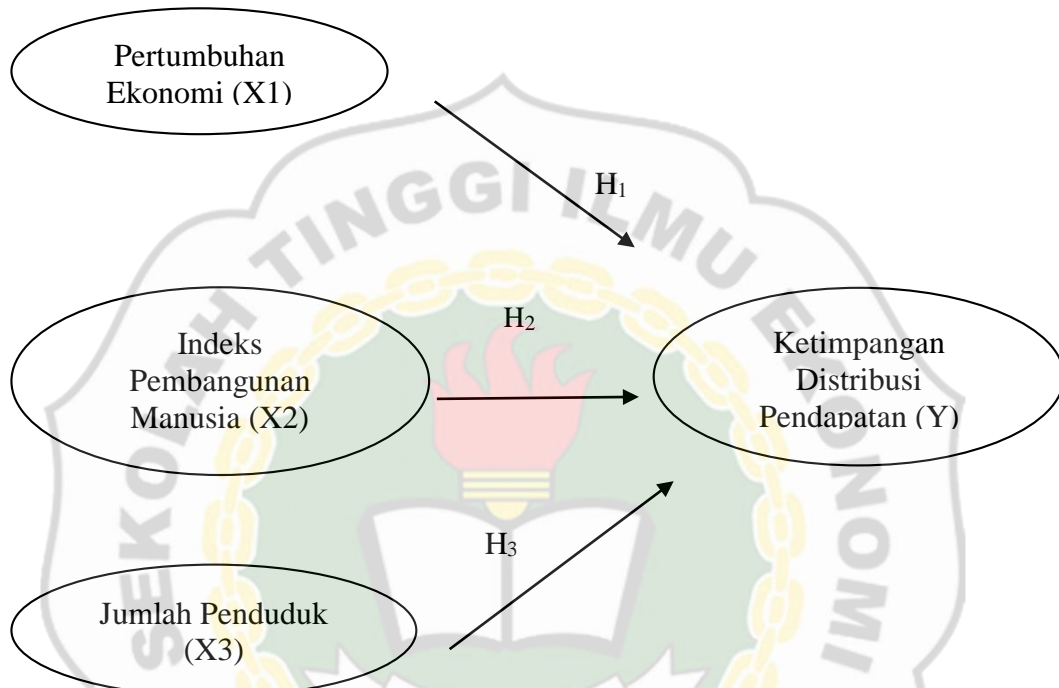 Pertumbuhan
Ekonomi (X1)
H1
SEKOLAH TINGGI ILMU EKONOMI
H2
Indeks
Pembangunan
Manusia (X2)
Ketimpangan
Distribusi
Pendapatan (Y)
H3
Jumlah Penduduk
(X3)